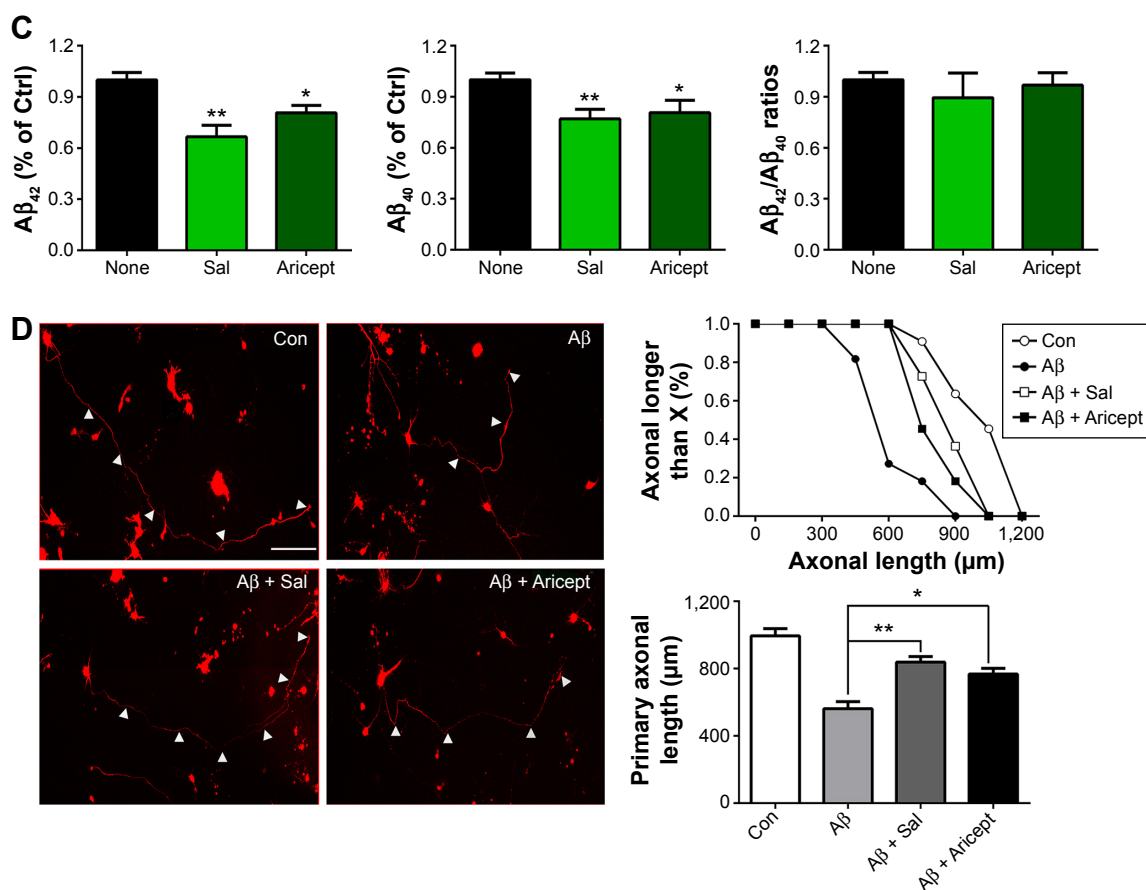 C
Aβ42 (% of Ctrl)
1.2
0.9
0.6
0.3
0.0
**
*
None
Sal
Aricept
Aβ40 (% of Ctrl)
1.2
0.9
0.6
0.3
0.0
**
*
None
Sal
Aricept
Aβ42/Aβ40 ratios
1.2
0.9
0.6
0.3
0.0
None
Sal
Aricept
D
Con
Aβ
Aβ + Sal
Aβ + Aricept
Axonal longer
than X (%)
1.0
0.8
0.6
0.4
0.2
0.0
0
300
600
900
1,200
Axonal length (μm)
Con
Aβ
Aβ + Sal
Aβ + Aricept
Primary axonal
length (μm)
1,200
800
400
0
**
*
Con
Aβ
Aβ + Sal
Aβ + Aricept